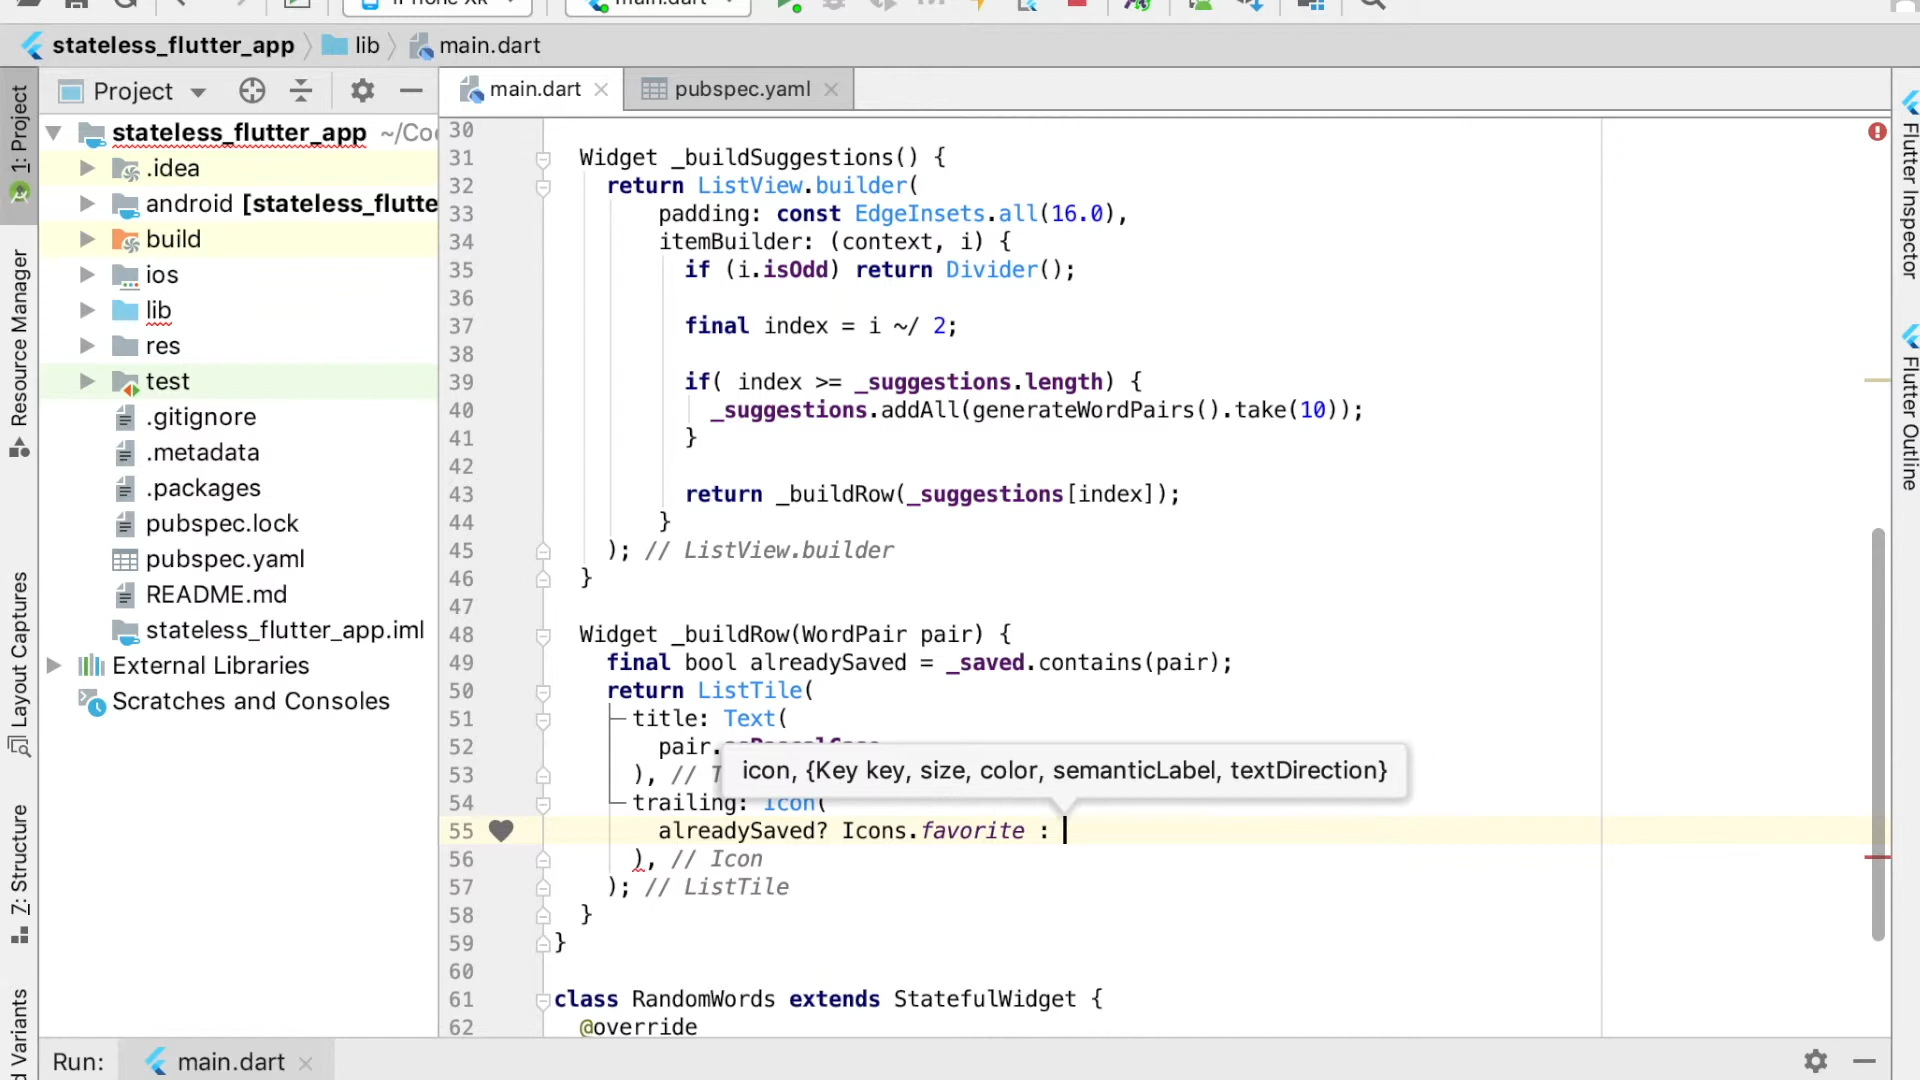 iPhone XR
main.dart
stateless_flutter_app
lib
main.dart
1: Project
Resource Manager
Layout Captures
Z: Structure
d Variants
Project
stateless_flutter_app ~/Co
.idea
android [stateless_flutte
build
ios
lib
res
test
.gitignore
.metadata
.packages
pubspec.lock
pubspec.yaml
README.md
stateless_flutter_app.iml
External Libraries
Scratches and Consoles
main.dart
pubspec.yaml
30
31 Widget _buildSuggestions() {
32 return ListView.builder(
33 padding: const EdgeInsets.all(16.0),
34 itemBuilder: (context, i) {
35 if (i.isOdd) return Divider();
36
37 final index = i ~/ 2;
38
39 if( index >= _suggestions.length) {
40 _suggestions.addAll(generateWordPairs().take(10));
41 }
42
43 return _buildRow(_suggestions[index]);
44 }
45 ); // ListView.builder
46 }
47
48 Widget _buildRow(WordPair pair) {
49 final bool alreadySaved = _saved.contains(pair);
50 return ListTile(
51 title: Text(
52 pair.asPascalCase
icon, {Key key, size, color, semanticLabel, textDirection}
53 ), // T
54 trailing: Icon(
55 alreadySaved? Icons.favorite :
56 ), // Icon
57 ); // ListTile
58 }
59 }
60
61 class RandomWords extends StatefulWidget {
62 @override
Flutter Inspector
Flutter Outline
Run: main.dart